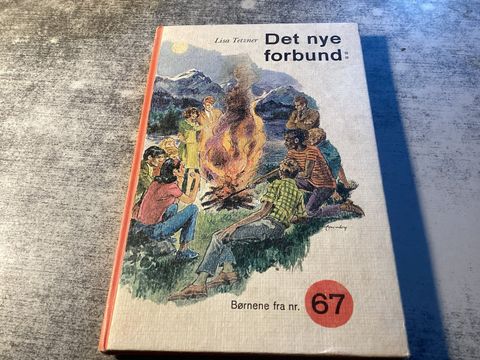 Lisa Tetzner
Det nye
forbund
Børnene fra nr.
67